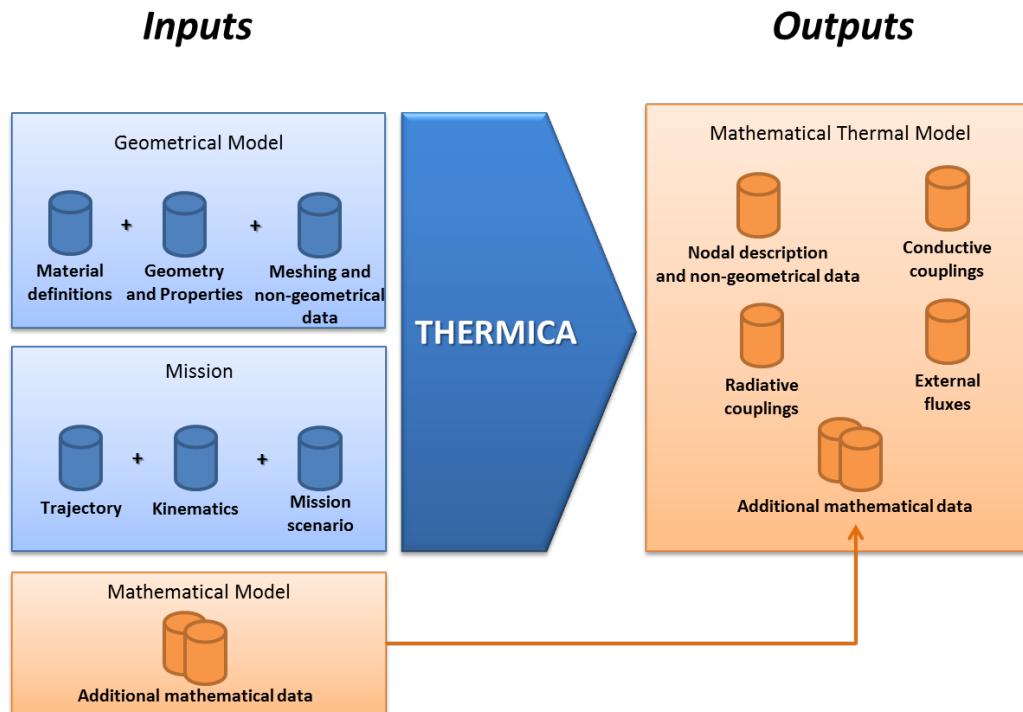 Inputs
Outputs
Geometrical Model
+
+
Material
definitions
Geometry
and Properties
Meshing and
non-geometrical
data
Mission
+
+
Trajectory
Kinematics
Mission
scenario
Mathematical Model
Additional mathematical data
THERMICA
Mathematical Thermal Model
Nodal description
and non-geometrical data
Conductive
couplings
Radiative
couplings
External
fluxes
Additional mathematical data